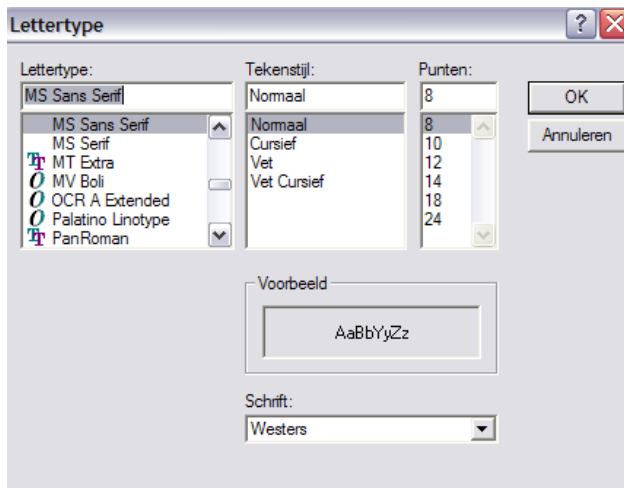 Lettertype
Lettertype:
MS Sans Serif
MS Sans Serif
MS Serif
MT Extra
MV Boli
OCR A Extended
Palatino Linotype
PanRoman
Tekenstijl:
Normaal
Normaal
Cursief
Vet
Vet Cursief
Punten:
8
8
10
12
14
18
24
OK
Annuleren
Voorbeeld
AaBbYyZz
Schrift:
Westers